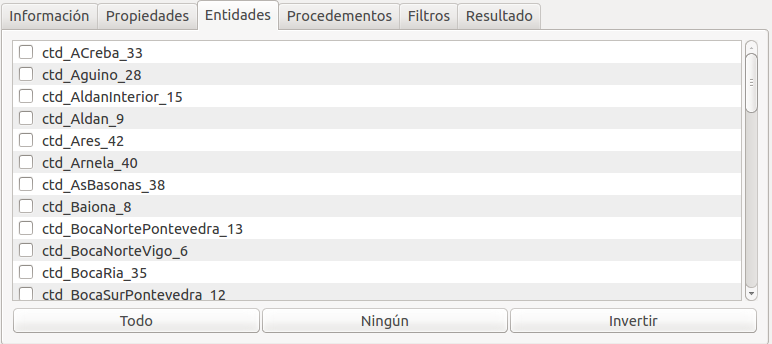 Información Propiedades Entidades Procedementos Filtros Resultado
ctd_ACreba_33
ctd_Aguino_28
ctd_AldanInterior_15
ctd_Aldan_9
ctd_Ares_42
ctd_Arnela_40
ctd_AsBasonas_38
ctd_Baiona_8
ctd_BocaNortePontevedra_13
ctd_BocaNorteVigo_6
ctd_BocaRia_35
ctd_BocaSurPontevedra_12
Todo Ningún Invertir